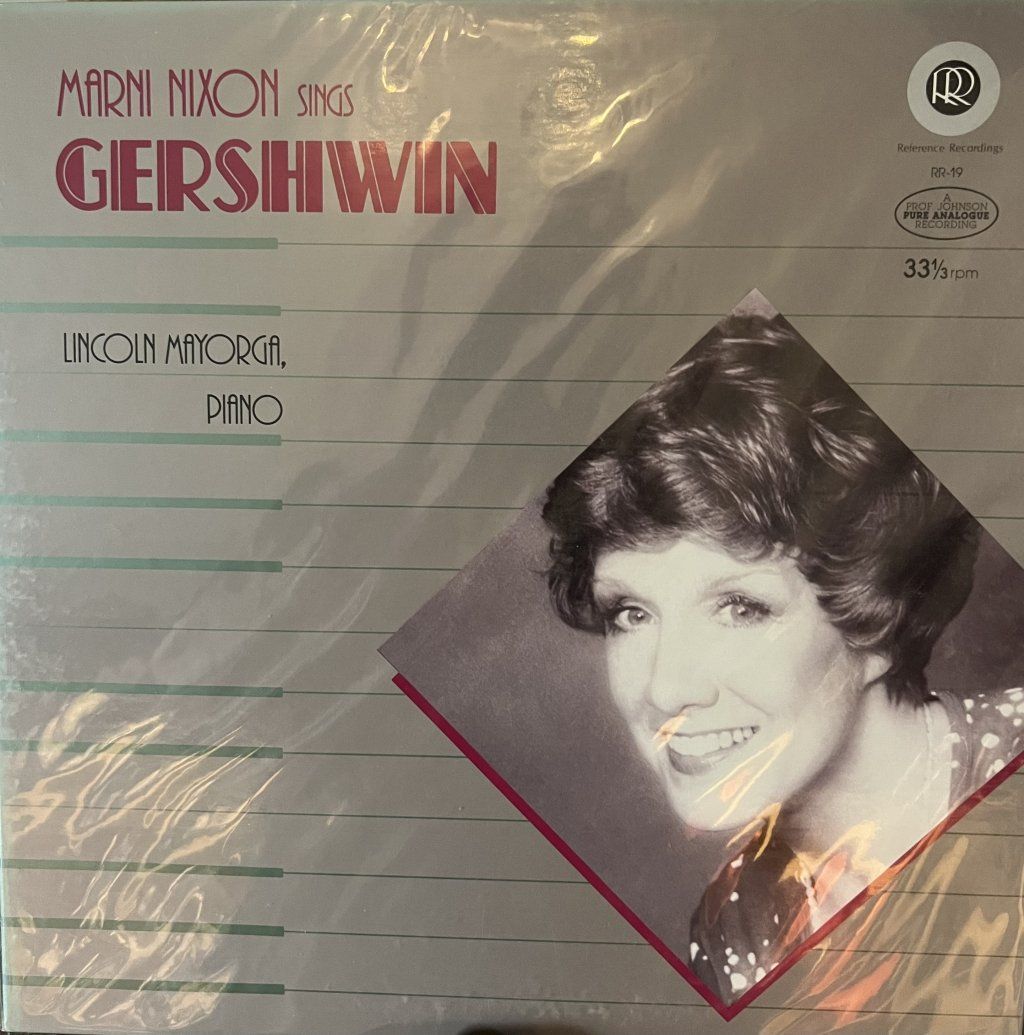 MARNI NIXON SINGS
GERSHWIN
LINCOLN MAYORGA,
PIANO
RR
Reference Recordings
RR-19
A
PROF. JOHNSON
PURE ANALOGUE
RECORDING
33⅓ rpm